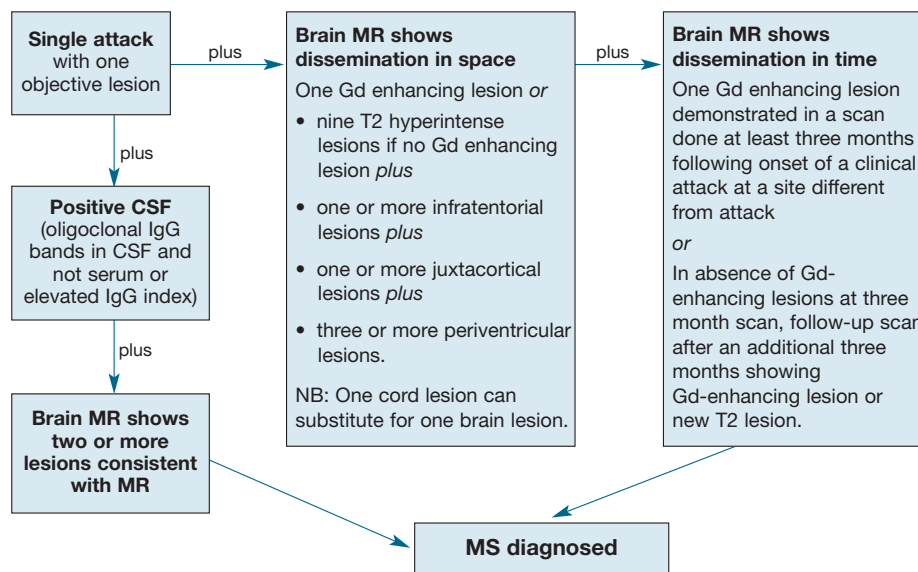 Single attack
with one
objective lesion
plus
Brain MR shows
dissemination in space
One Gd enhancing lesion or
• nine T2 hyperintense
lesions if no Gd enhancing
lesion plus
• one or more infratentorial
lesions plus
• one or more juxtacortical
lesions plus
• three or more periventricular
lesions.
NB: One cord lesion can
substitute for one brain lesion.
plus
Brain MR shows
dissemination in time
One Gd enhancing lesion
demonstrated in a scan
done at least three months
following onset of a clinical
attack at a site different
from attack
or
In absence of Gd-
enhancing lesions at three
month scan, follow-up scan
after an additional three
months showing
Gd-enhancing lesion or
new T2 lesion.
plus
Positive CSF
(oligoclonal IgG
bands in CSF and
not serum or
elevated IgG index)
plus
Brain MR shows
two or more
lesions consistent
with MR
MS diagnosed